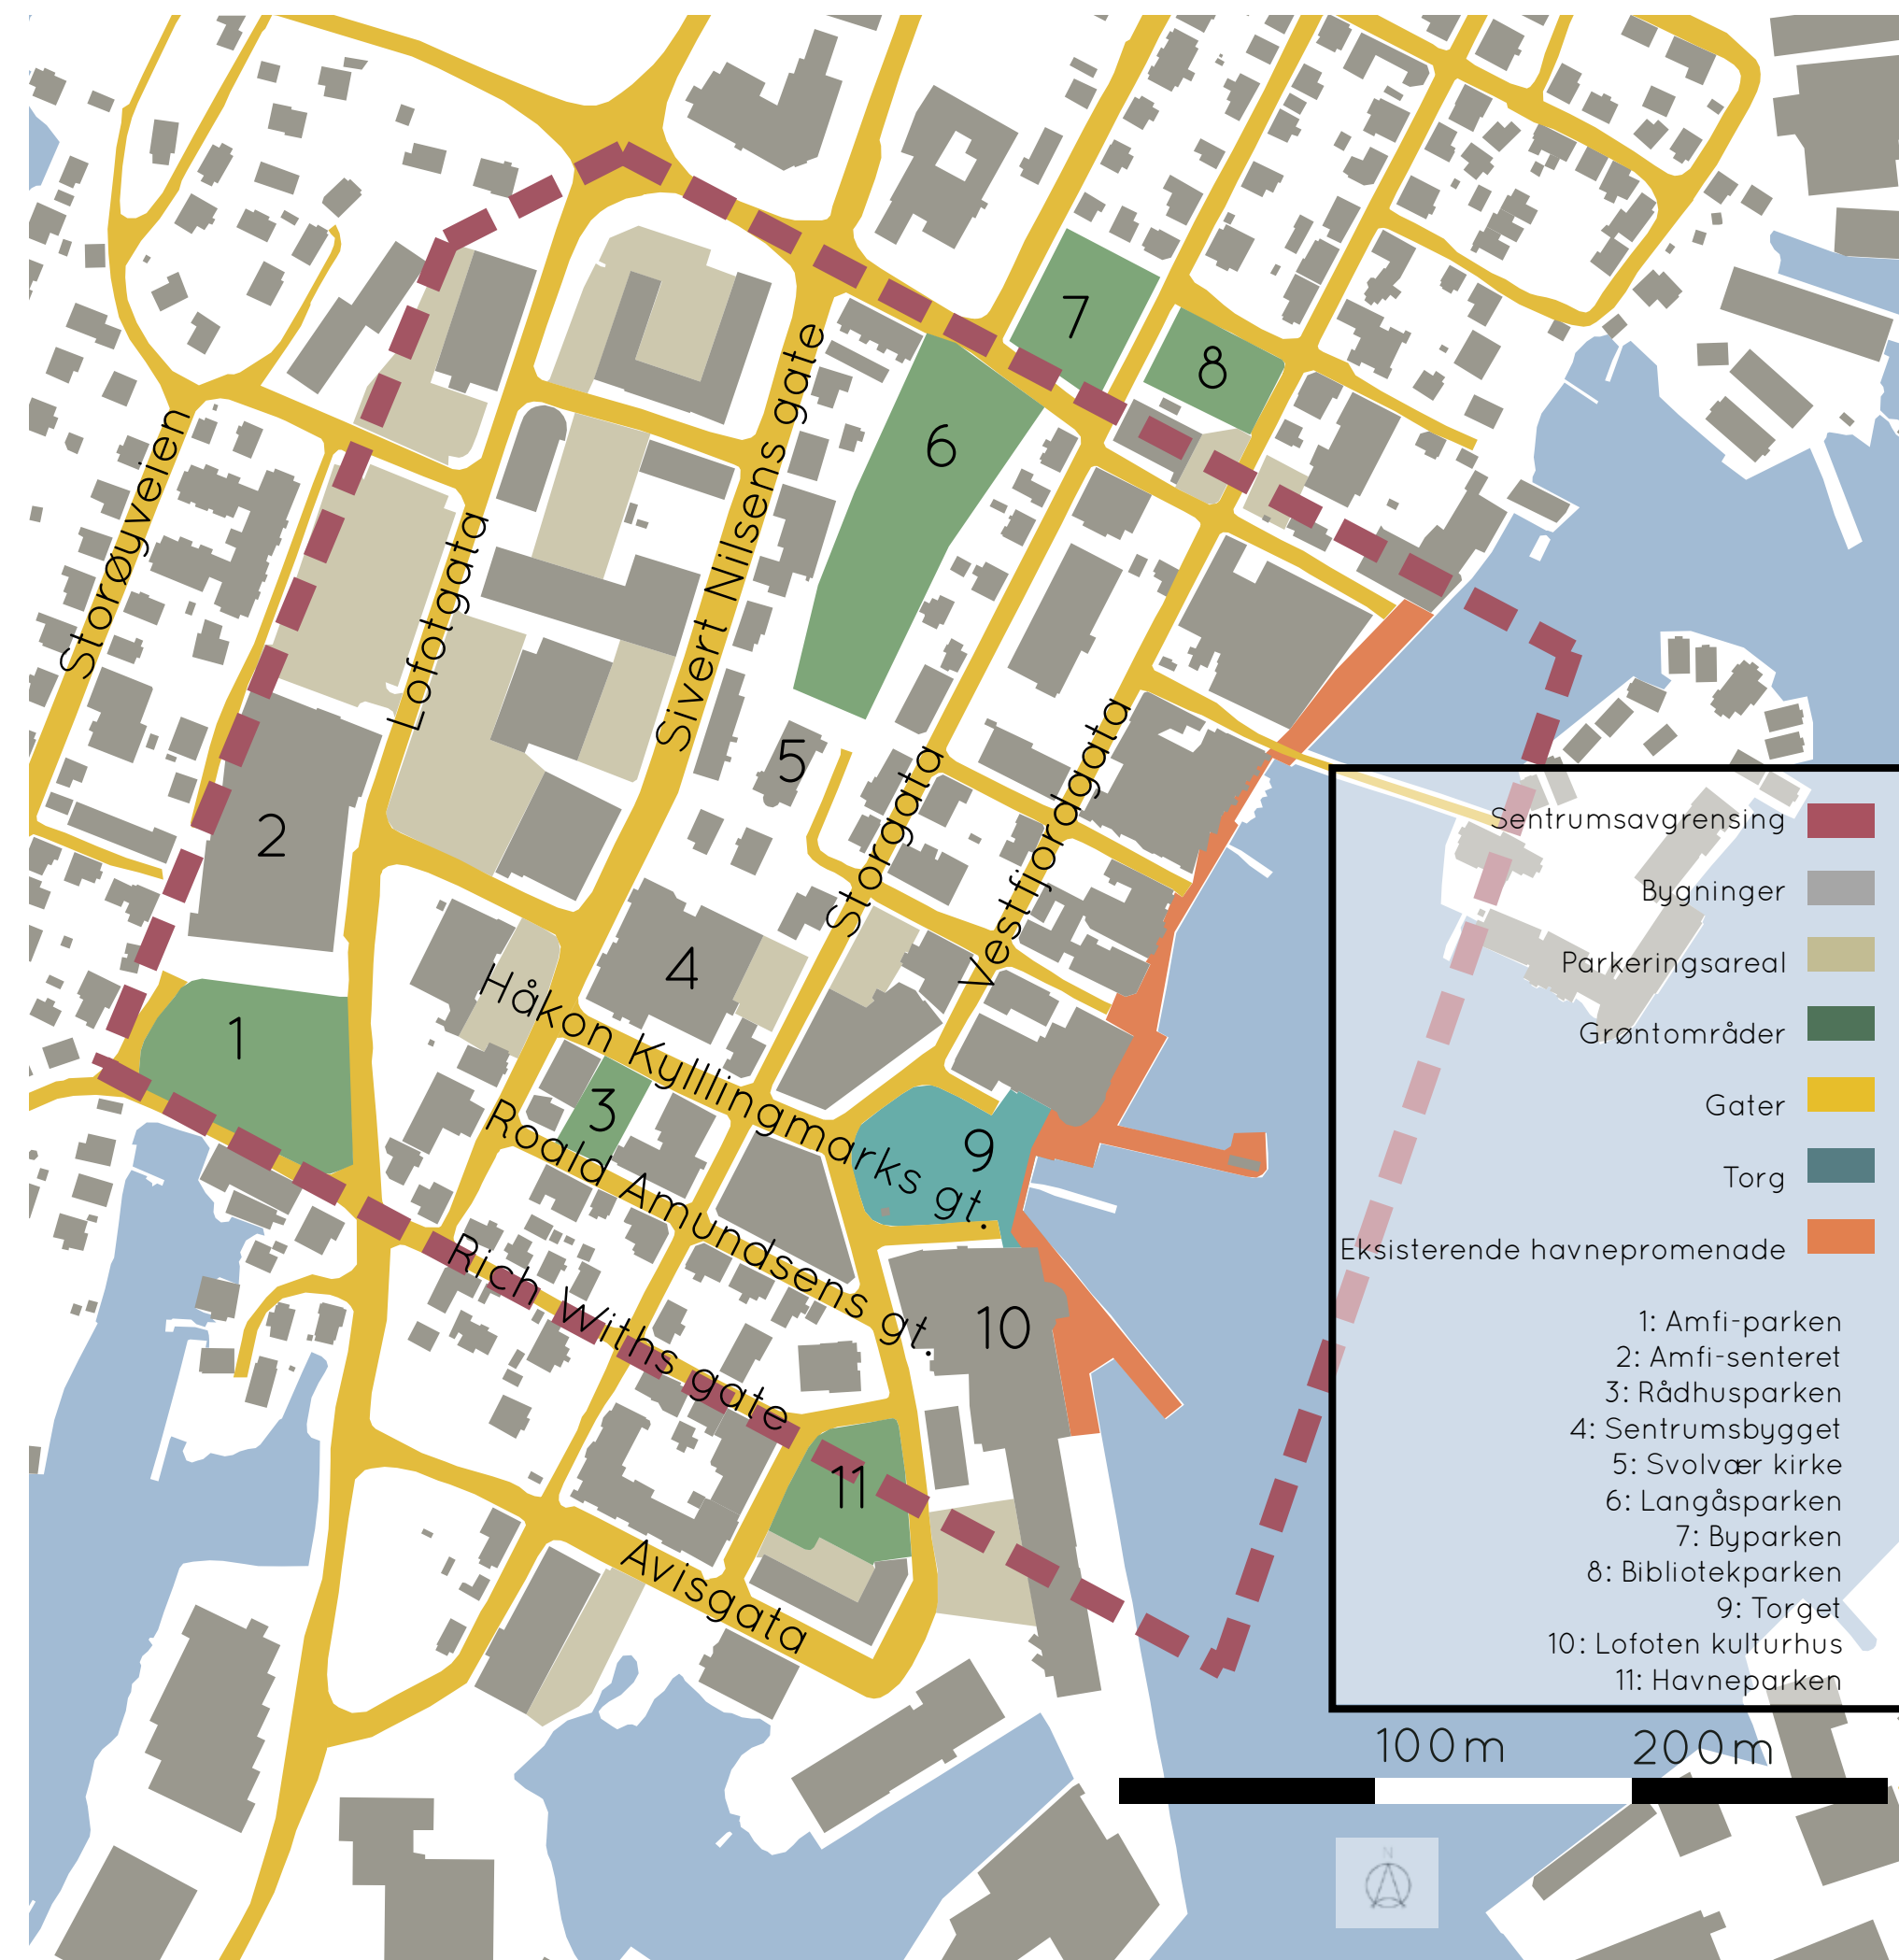 7
8
6
Storøyveien
Lofotgata
Sivert Nilsens gate
5
2
Storgata
Vestfjordgata
4
1
Håkon Kylllingmarks gt.
3
9
Roald Amundsens gt.
Rich Withs gate
10
11
Avisgata
Sentrumsavgrensing
Bygninger
Parkeringsareal
Grøntområder
Gater
Torg
Eksisterende havnepromenade
1: Amfi-parken
2: Amfi-senteret
3: Rådhusparken
4: Sentrumsbygget
5: Svolvær kirke
6: Langåsparken
7: Byparken
8: Bibliotekparken
9: Torget
10: Lofoten kulturhus
11: Havneparken
100m 200m
N